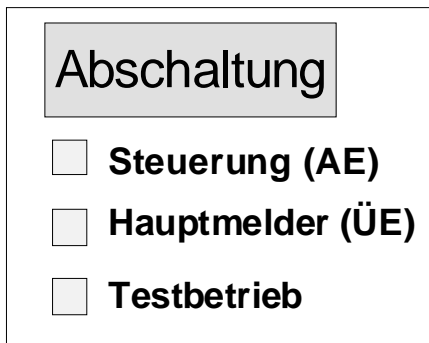 Abschaltung
Steuerung (AE)
Hauptmelder (ÜE)
Testbetrieb